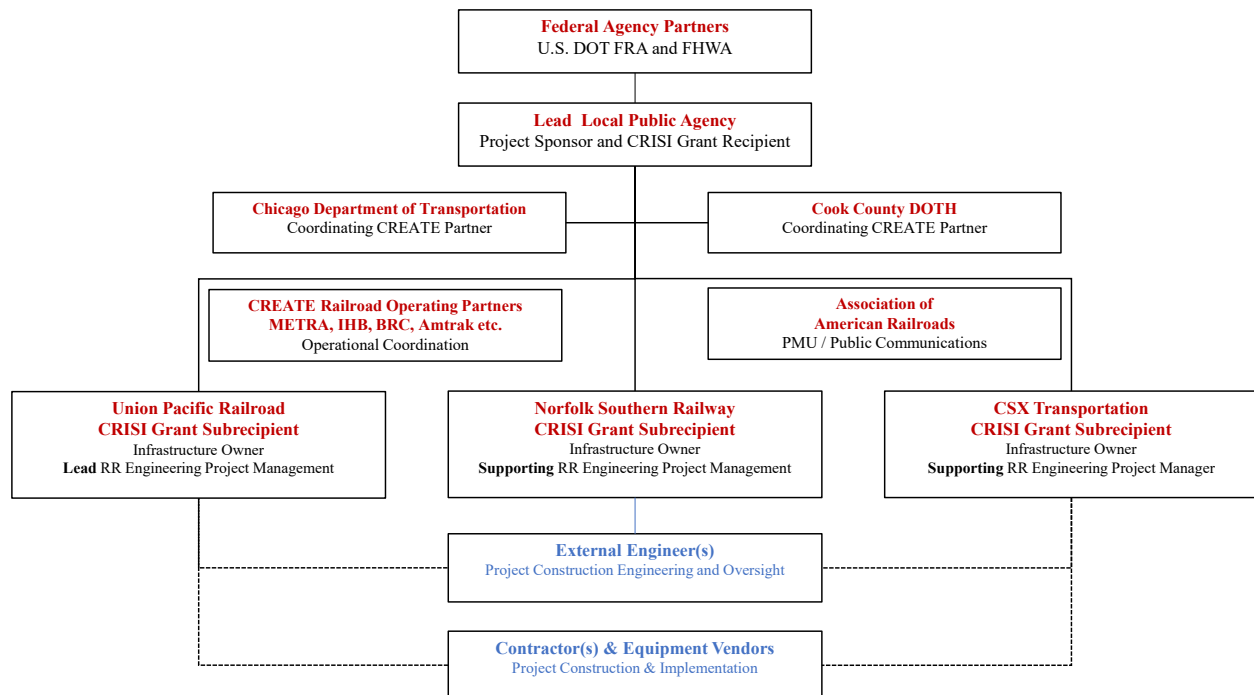 Federal Agency Partners
U.S. DOT FRA and FHWA
Lead Local Public Agency
Project Sponsor and CRISI Grant Recipient
Chicago Department of Transportation
Coordinating CREATE Partner
Cook County DOTH
Coordinating CREATE Partner
CREATE Railroad Operating Partners
METRA, IHB, BRC, Amtrak etc.
Operational Coordination
Association of
American Railroads
PMU / Public Communications
Union Pacific Railroad
CRISI Grant Subrecipient
Infrastructure Owner
Lead RR Engineering Project Management
Norfolk Southern Railway
CRISI Grant Subrecipient
Infrastructure Owner
Supporting RR Engineering Project Management
CSX Transportation
CRISI Grant Subrecipient
Infrastructure Owner
Supporting RR Engineering Project Manager
External Engineer(s)
Project Construction Engineering and Oversight
Contractor(s) & Equipment Vendors
Project Construction & Implementation